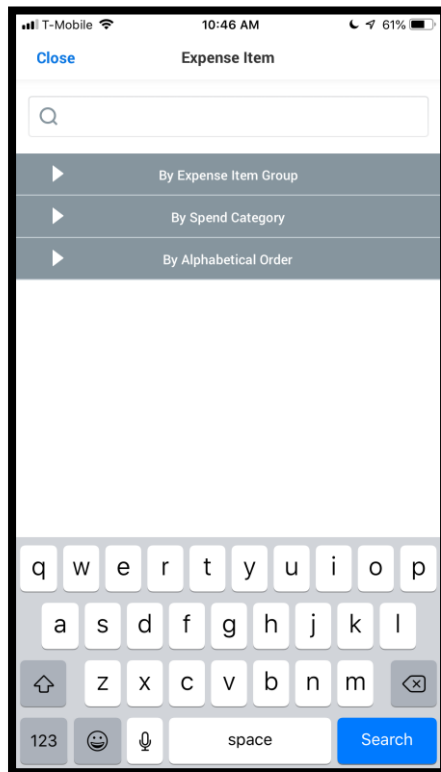 T-Mobile 10:46 AM 61%
Close Expense Item
By Expense Item Group
By Spend Category
By Alphabetical Order
q w e r t y u i o p
a s d f g h j k l
z x c v b n m
123 space Search